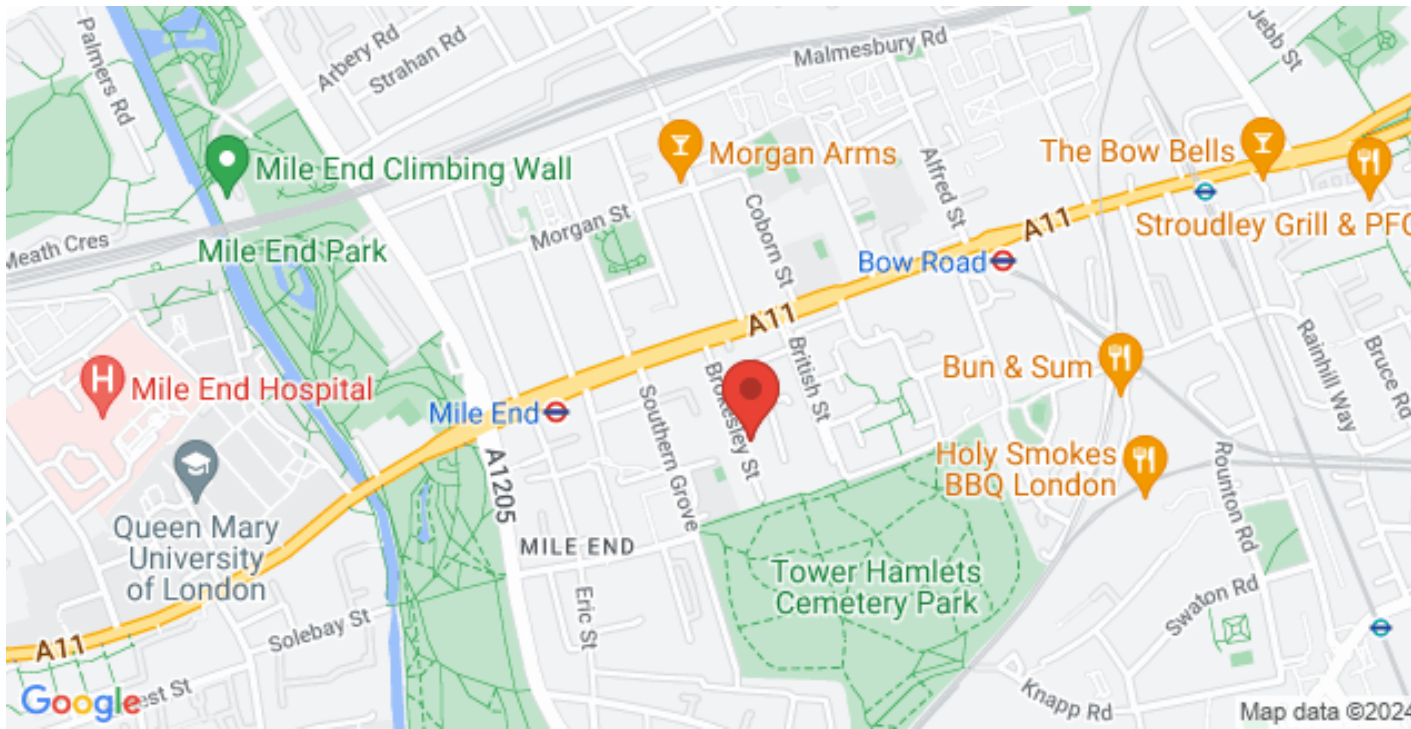 Palmers Rd
Arbery Rd
Strahan Rd
Malmesbury Rd
Jebb St
Mile End Climbing Wall
Morgan Arms
The Bow Bells
Alfred St
Stroudley Grill & PFC
Meath Cres
Mile End Park
Morgan St
Coborn St
A11
Bow Road
A11
Rainhill Way
Bruce Rd
Mile End Hospital
Mile End
Southern Grove
Brokesley St
British St
Bun & Sum
Holy Smokes
BBQ London
A1205
Rounton Rd
Queen Mary
University
of London
MILE END
Tower Hamlets
Cemetery Park
Eric St
Solebay St
Swaton Rd
A11
Knapp Rd
est St
Google
Map data ©2024